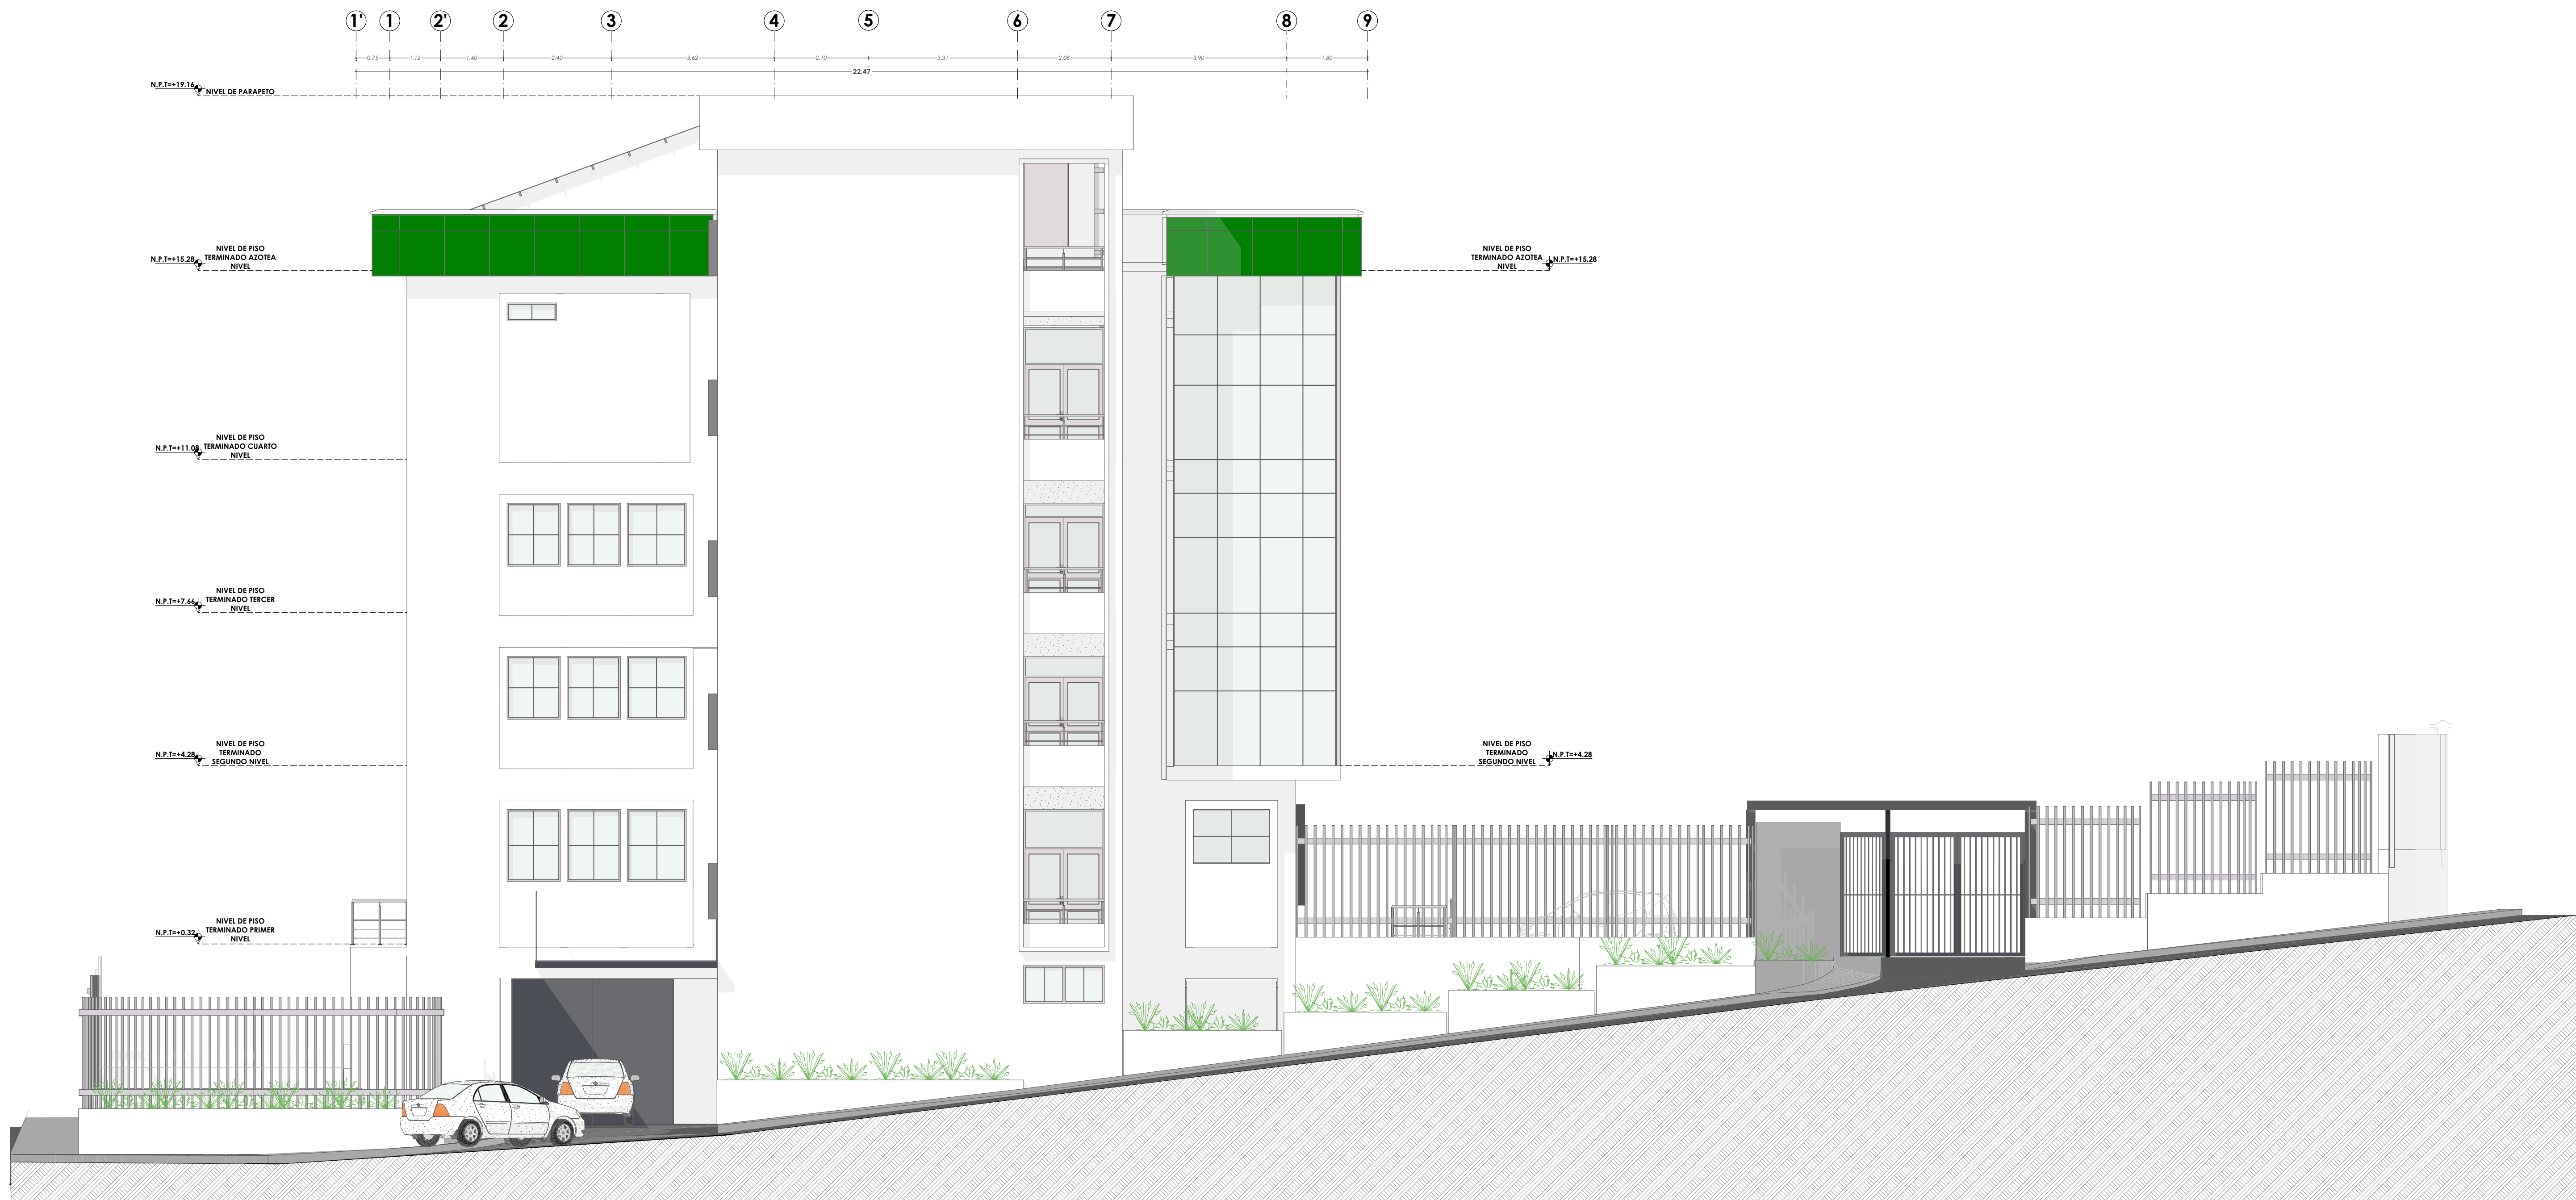 1' 1 2' 2 3 4 5 6 7 8 9
0.75 1.12 1.40 2.40 3.62 2.10 3.31 2.08 3.90 1.80
22.47
N.P.T=+19.16
NIVEL DE PARAPETO
N.P.T=+15.28
NIVEL DE PISO
TERMINADO AZOTEA
NIVEL
NIVEL DE PISO
TERMINADO AZOTEA
NIVEL
N.P.T=+15.28
N.P.T=+11.08
NIVEL DE PISO
TERMINADO CUARTO
NIVEL
N.P.T=+7.66
NIVEL DE PISO
TERMINADO TERCER
NIVEL
N.P.T=+4.28
NIVEL DE PISO
TERMINADO
SEGUNDO NIVEL
NIVEL DE PISO
TERMINADO
SEGUNDO NIVEL
N.P.T=+4.28
N.P.T=+0.32
NIVEL DE PISO
TERMINADO PRIMER
NIVEL